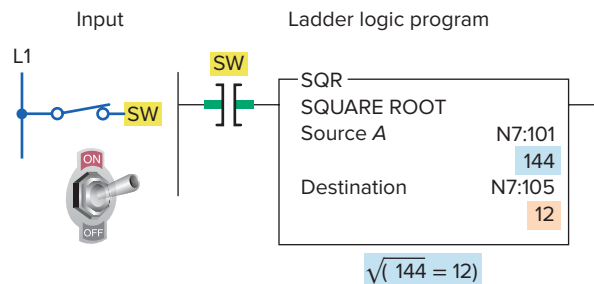 Input
Ladder logic program
L1
SW
SW
ON
OFF
SQR
SQUARE ROOT
Source A N7:101
144
Destination N7:105
12
√( 144 = 12)